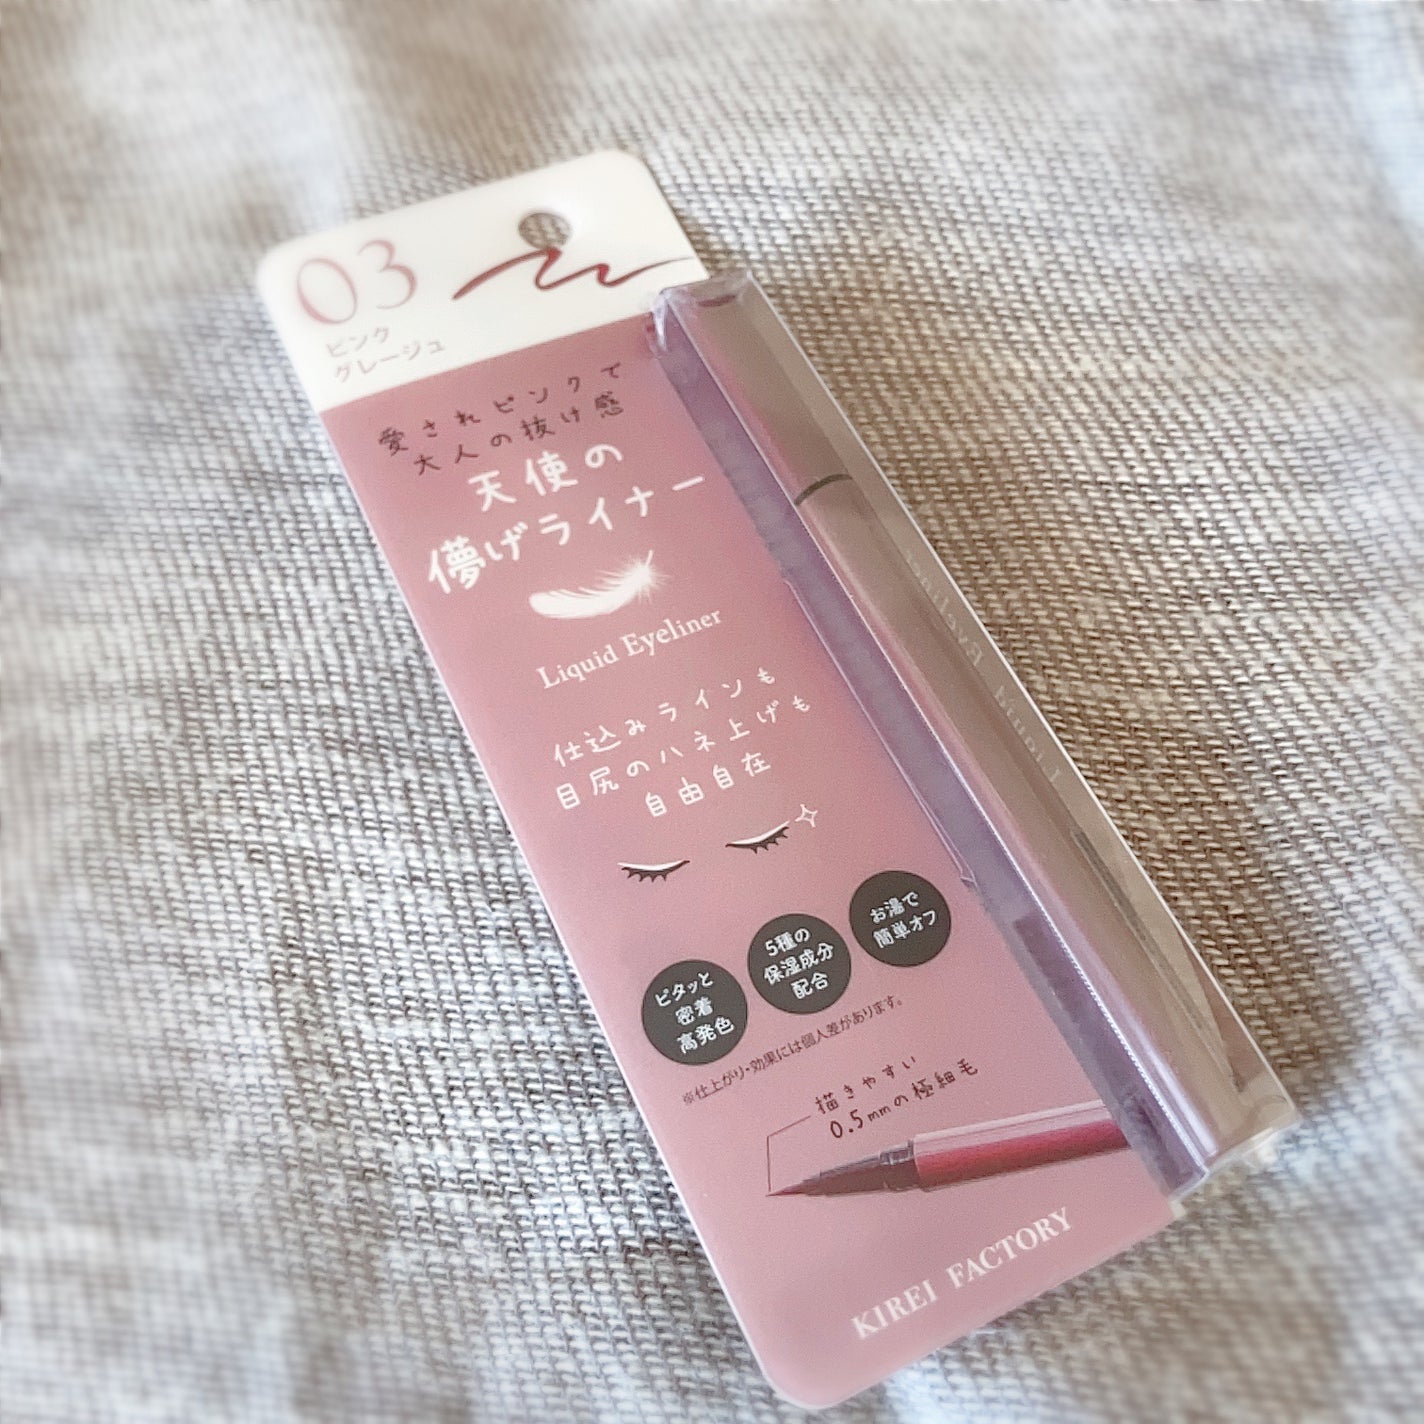 03
ピンク
グレージュ
愛されピンクで
大人の抜け感
天使の
儚げライナー
Liquid Eyeliner
仕込みラインも
目尻のハネ上げも
自由自在
ピタッと
密着
高発色
5種の
保湿成分
配合
お湯で
簡単オフ
※仕上がり・効果には個人差があります。
描きやすい
0.5mmの極細毛
KIREI FACTORY
Liquid Eyeliner